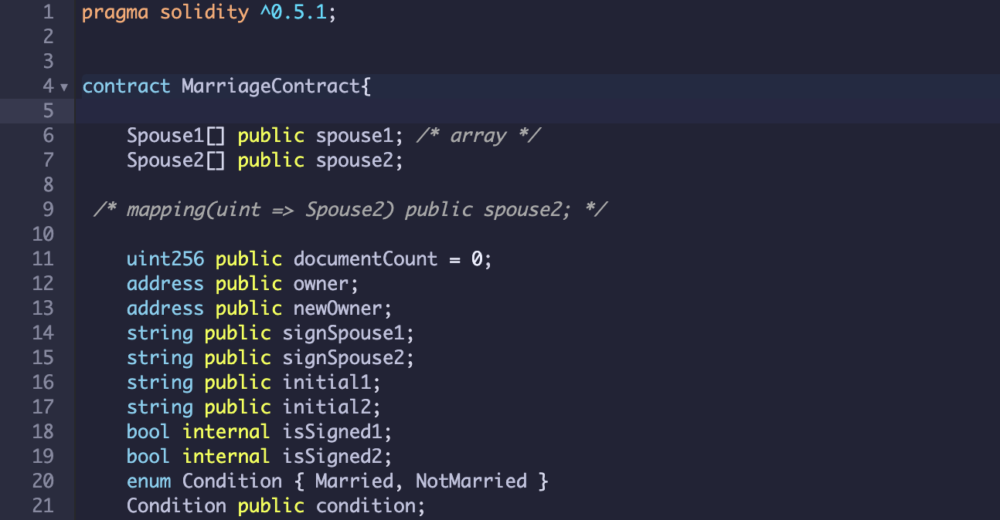 1 pragma solidity ^0.5.1;
2
3
4 contract MarriageContract{
5
6 Spouse1[] public spouse1; /* array */
7 Spouse2[] public spouse2;
8
9 /* mapping(uint => Spouse2) public spouse2; */
10
11 uint256 public documentCount = 0;
12 address public owner;
13 address public newOwner;
14 string public signSpouse1;
15 string public signSpouse2;
16 string public initial1;
17 string public initial2;
18 bool internal isSigned1;
19 bool internal isSigned2;
20 enum Condition { Married, NotMarried }
21 Condition public condition;